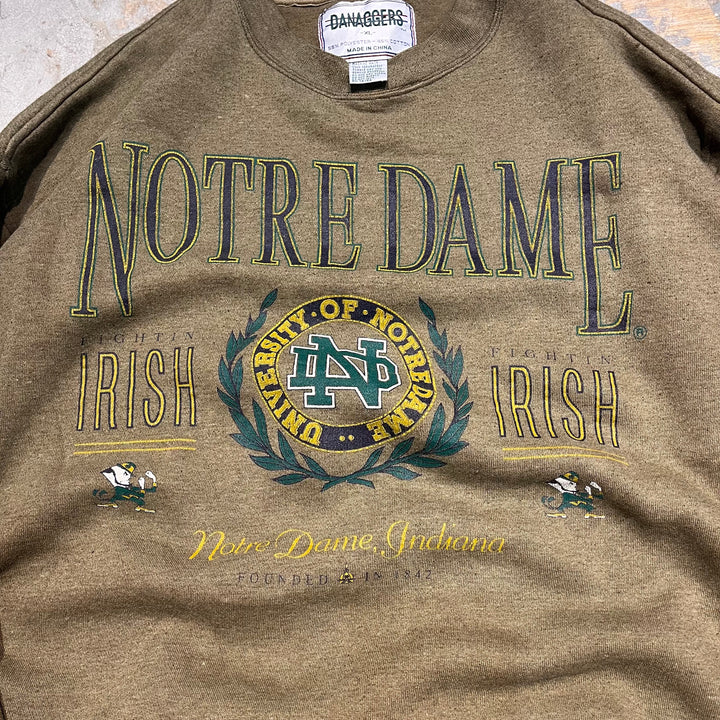 DANAGGERS
-XL-
MADE IN CHINA
NOTRE DAME®
UNIVERSITY·OF·NOTRE DAME
ND
FIGHTIN
IRISH
FIGHTIN
IRISH
Notre Dame, Indiana
FOUNDED IN 1842